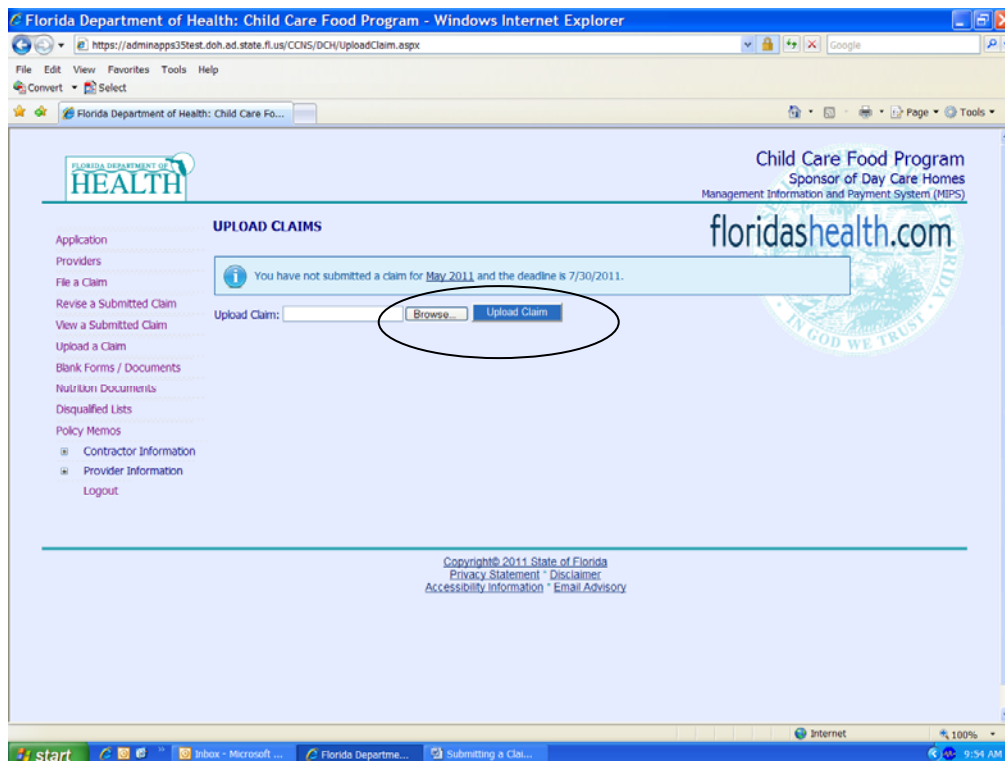 Florida Department of Health: Child Care Food Program - Windows Internet Explorer
https://adminapps35test.doh.ad.state.fl.us/CCNS/DCH/UploadClaim.aspx
Google
File Edit View Favorites Tools Help
Convert Select
Florida Department of Health: Child Care Fo...
Page Tools
FLORIDA DEPARTMENT OF
HEALTH
Child Care Food Program
Sponsor of Day Care Homes
Management Information and Payment System (MIPS)
floridashealth.com
UPLOAD CLAIMS
Application
Providers
File a Claim
Revise a Submitted Claim
View a Submitted Claim
Upload a Claim
Blank Forms / Documents
Nutrition Documents
Disqualified Lists
Policy Memos
Contractor Information
Provider Information
Logout
You have not submitted a claim for May 2011 and the deadline is 7/30/2011.
Upload Claim: Browse... Upload Claim
IN GOD WE TRUST
Copyright© 2011 State of Florida
Privacy Statement * Disclaimer
Accessibility Information * Email Advisory
Internet 100%
start Inbox - Microsoft ... Florida Departme... Submitting a Clai... 9:54 AM